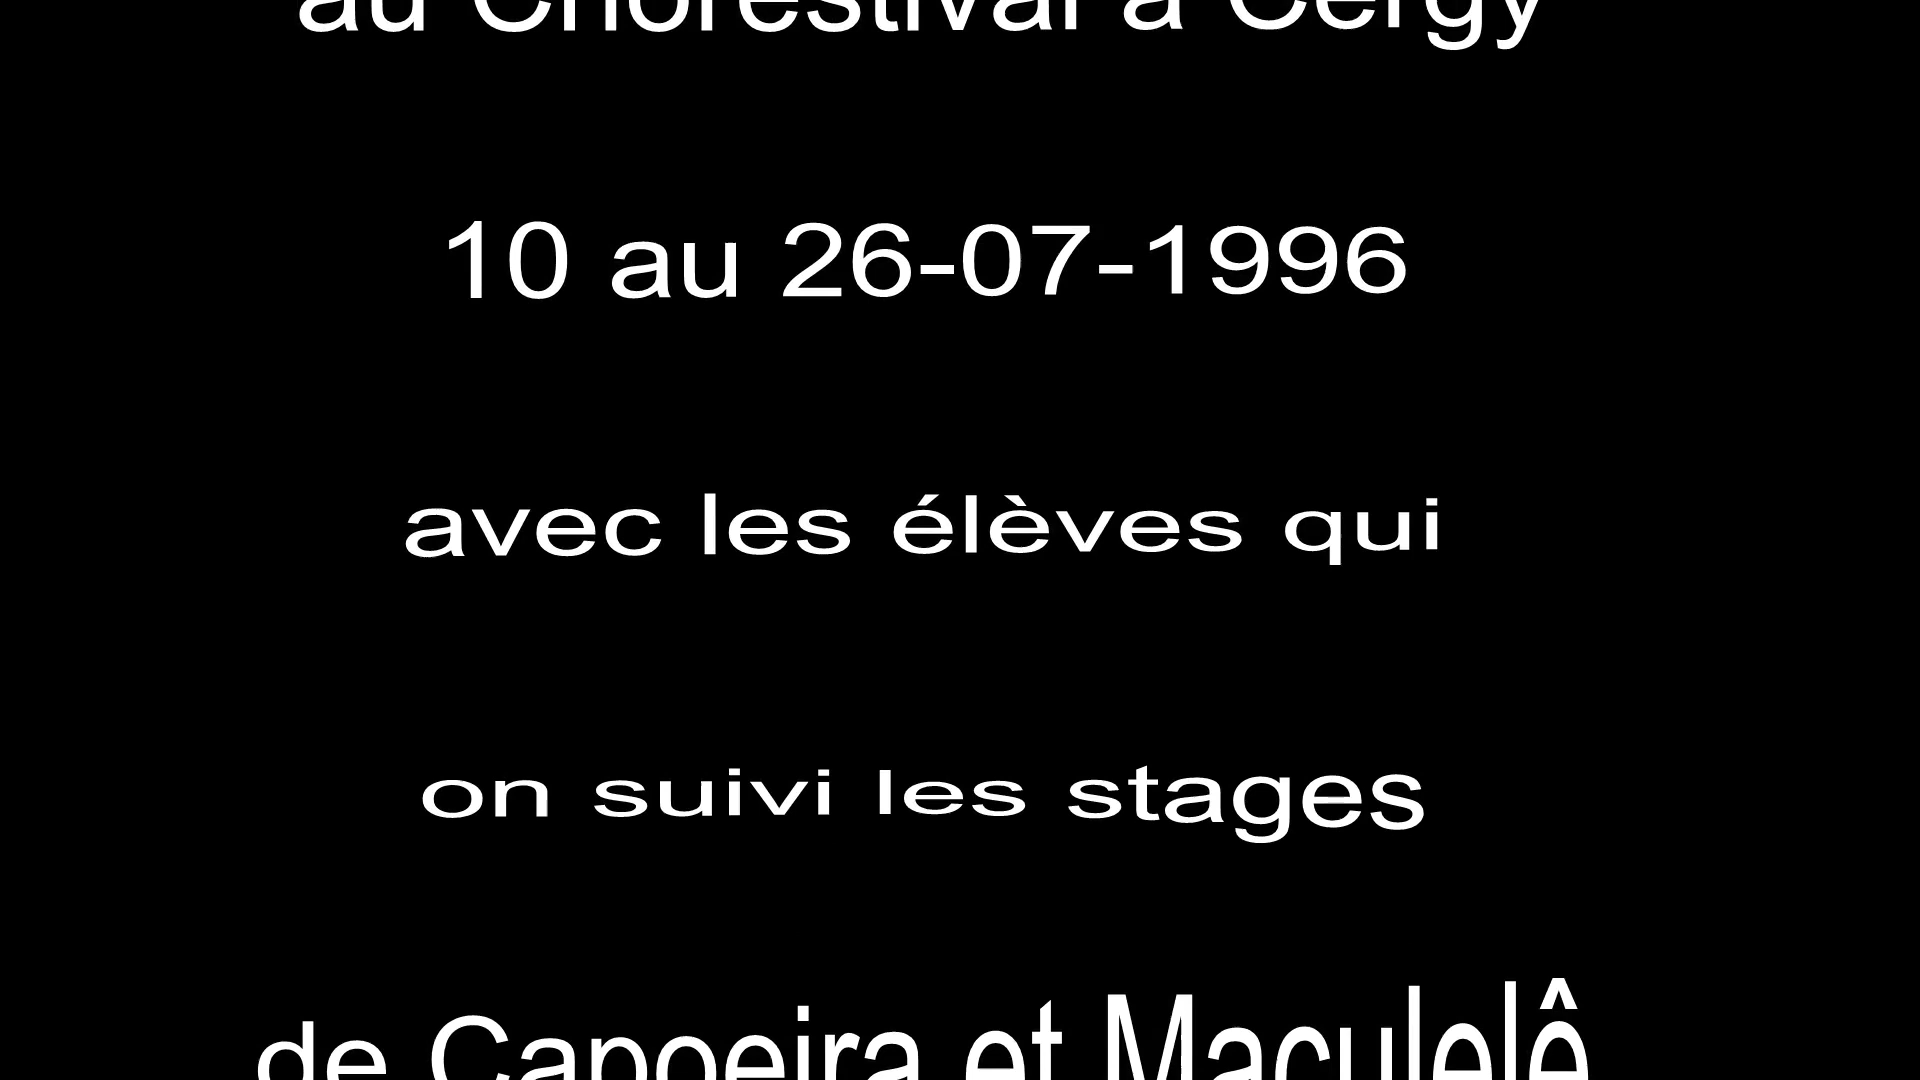 au Chorestival à Cergy
10 au 26-07-1996
avec les élèves qui
on suivi les stages
de Capoeira et Maculelê